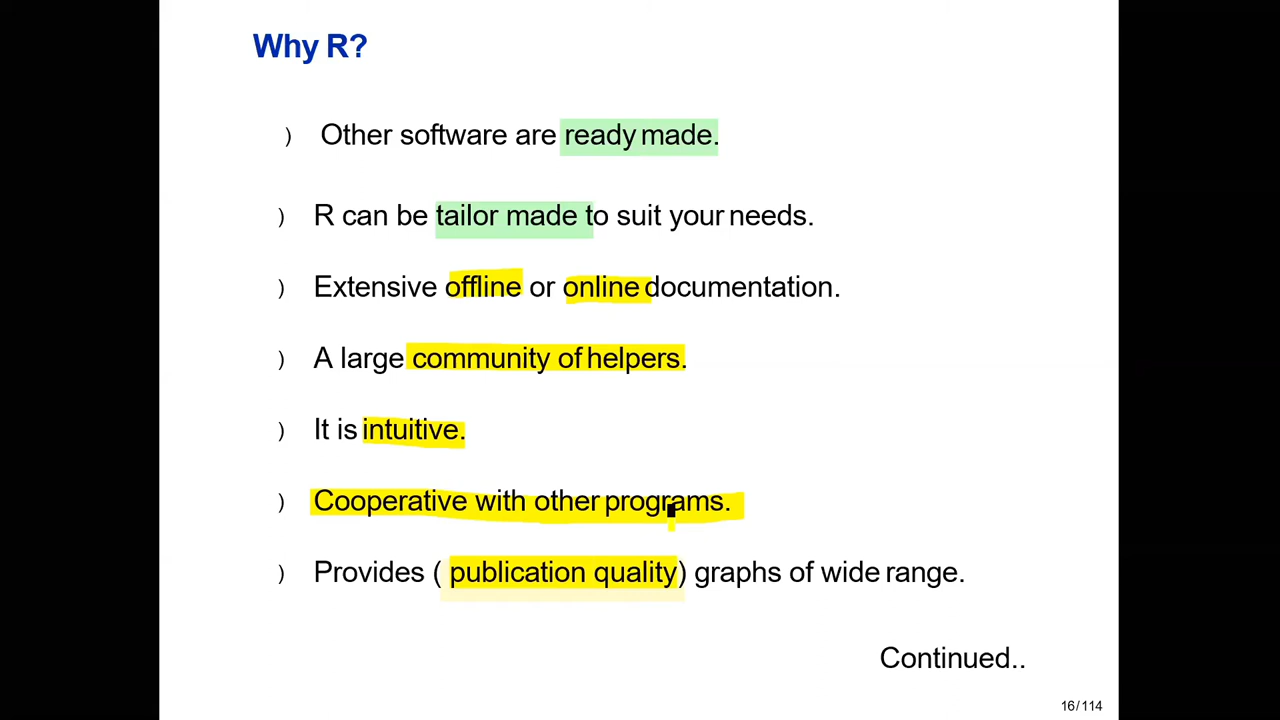 Why R?
) Other software are ready made.
) R can be tailor made to suit your needs.
) Extensive offline or online documentation.
) A large community of helpers.
) It is intuitive.
) Cooperative with other programs.
) Provides ( publication quality) graphs of wide range.
Continued..
16/114